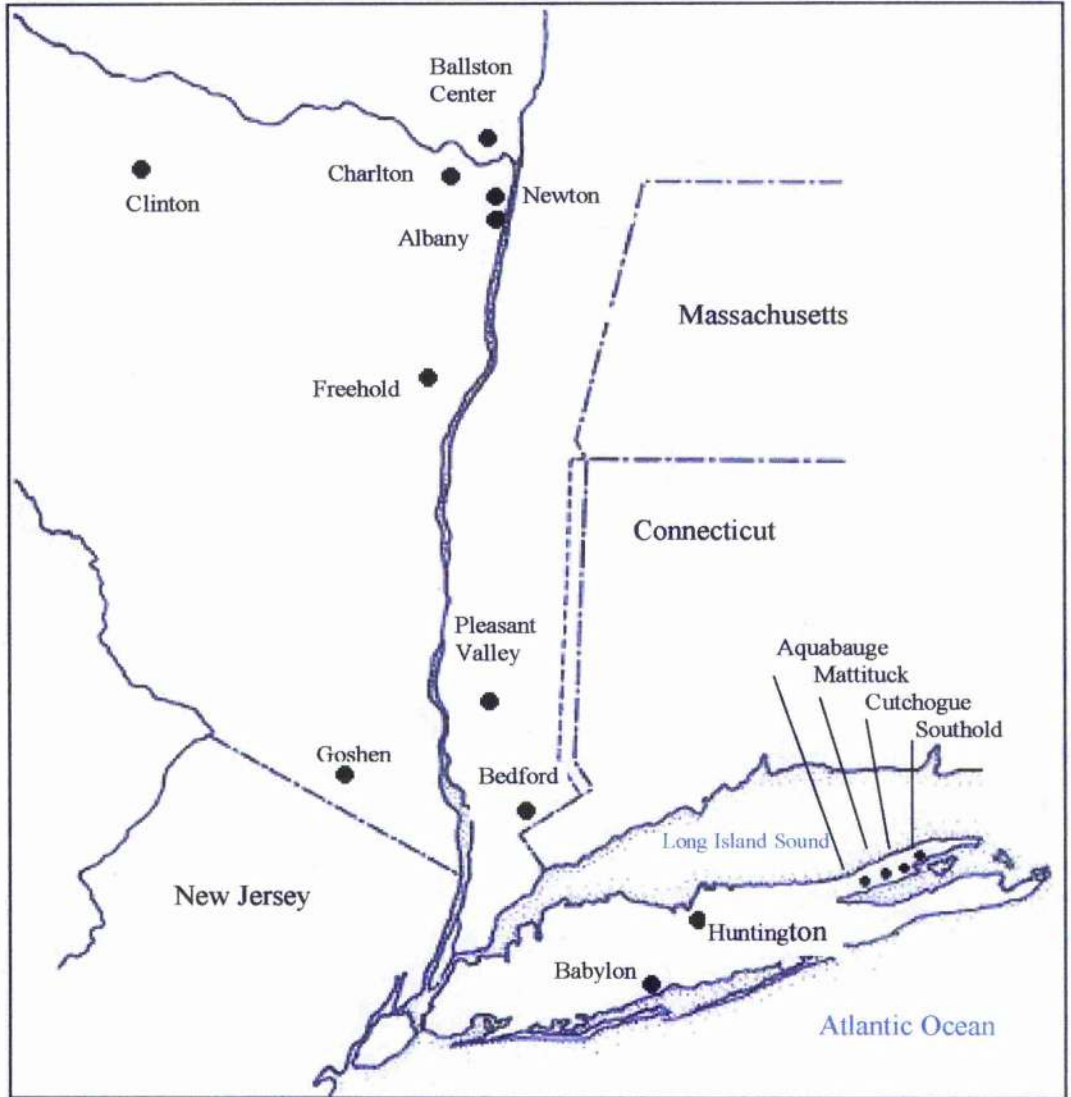 Ballston
Center
Charlton
Clinton
Newton
Albany
Massachusetts
Freehold
Connecticut
Pleasant
Valley
Aquabauge
Mattituck
Cutchogue
Southold
Goshen
Bedford
Long Island Sound
New Jersey
Huntington
Babylon
Atlantic Ocean